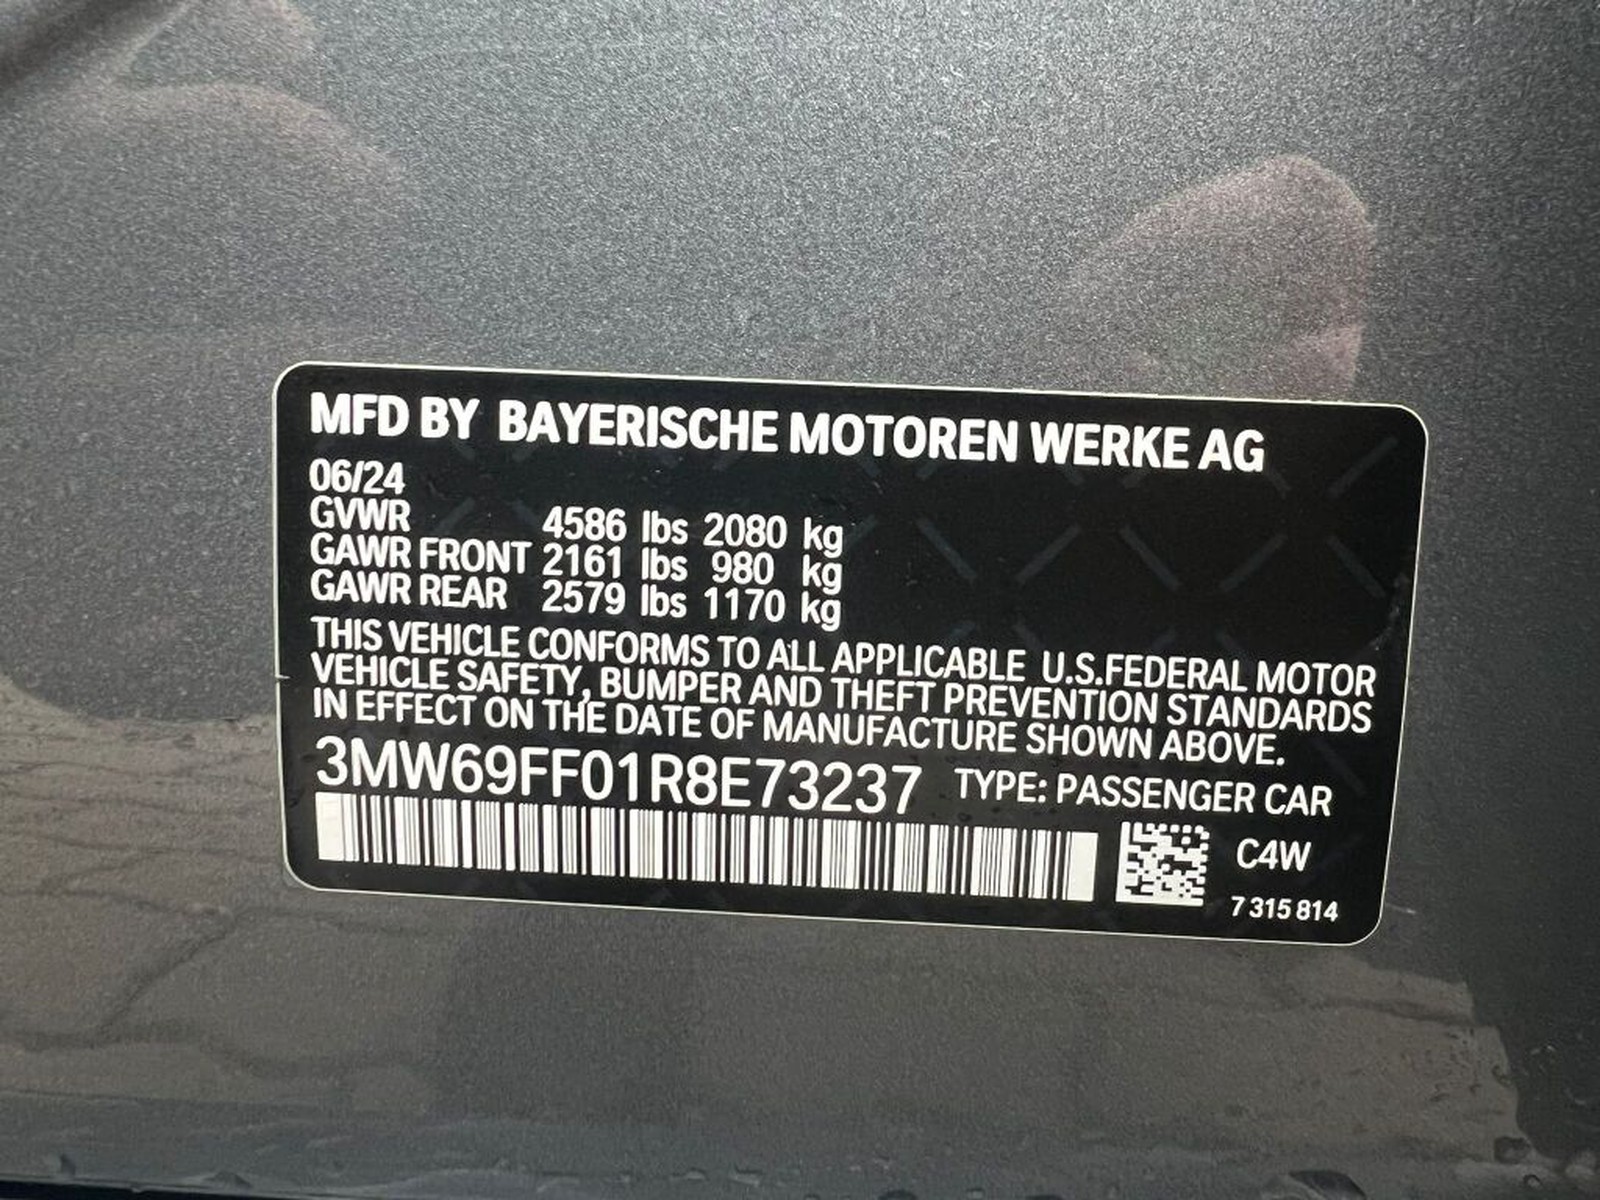 MFD BY BAYERISCHE MOTOREN WERKE AG
06/24
GVWR 4586 lbs 2080 kg
GAWR FRONT 2161 lbs 980 kg
GAWR REAR 2579 lbs 1170 kg
THIS VEHICLE CONFORMS TO ALL APPLICABLE U.S.FEDERAL MOTOR
VEHICLE SAFETY, BUMPER AND THEFT PREVENTION STANDARDS
IN EFFECT ON THE DATE OF MANUFACTURE SHOWN ABOVE.
3MW69FF01R8E73237 TYPE: PASSENGER CAR
C4W
7 315 814